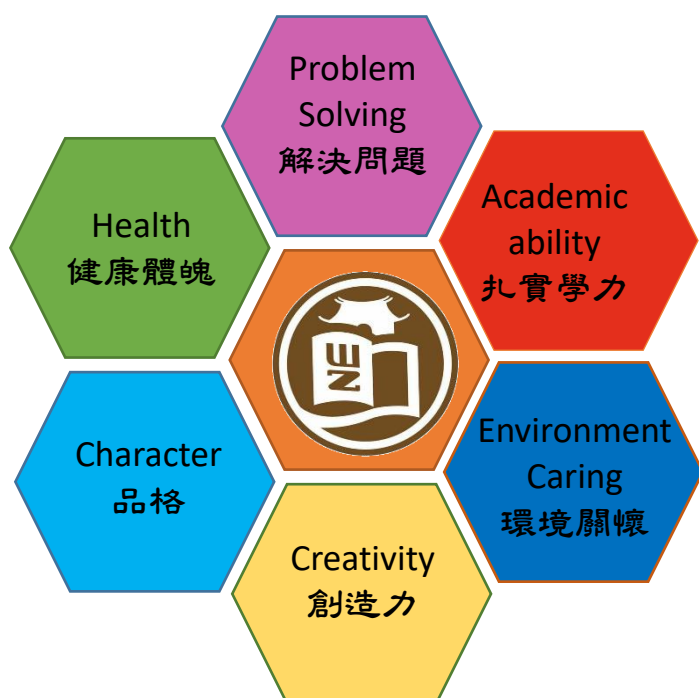 Problem
Solving
解決問題
Academic
ability
扎實學力
Health
健康體魄
NE
Environment
Caring
環境關懷
Character
品格
Creativity
創造力